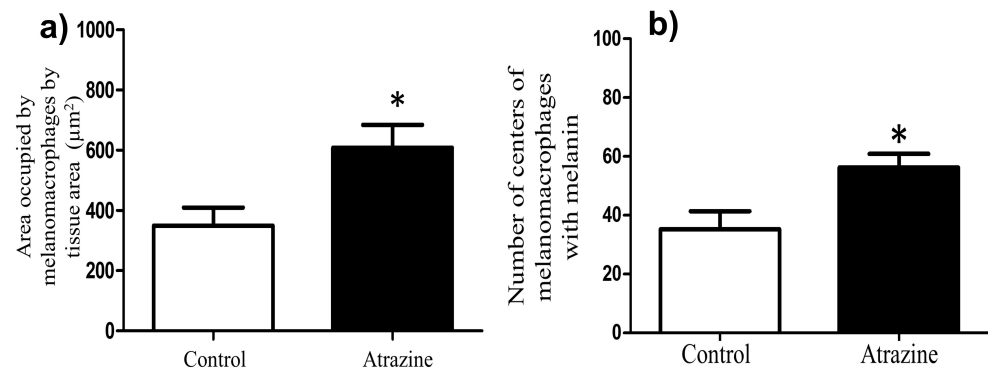 a)
1000
800
600
400
200
0
Area occupied by
melanomacrophages by
tissue area (µm²)
*
Control
Atrazine
b)
100
80
60
40
20
0
Number of centers of
melanomacrophages
with melanin
*
Control
Atrazine